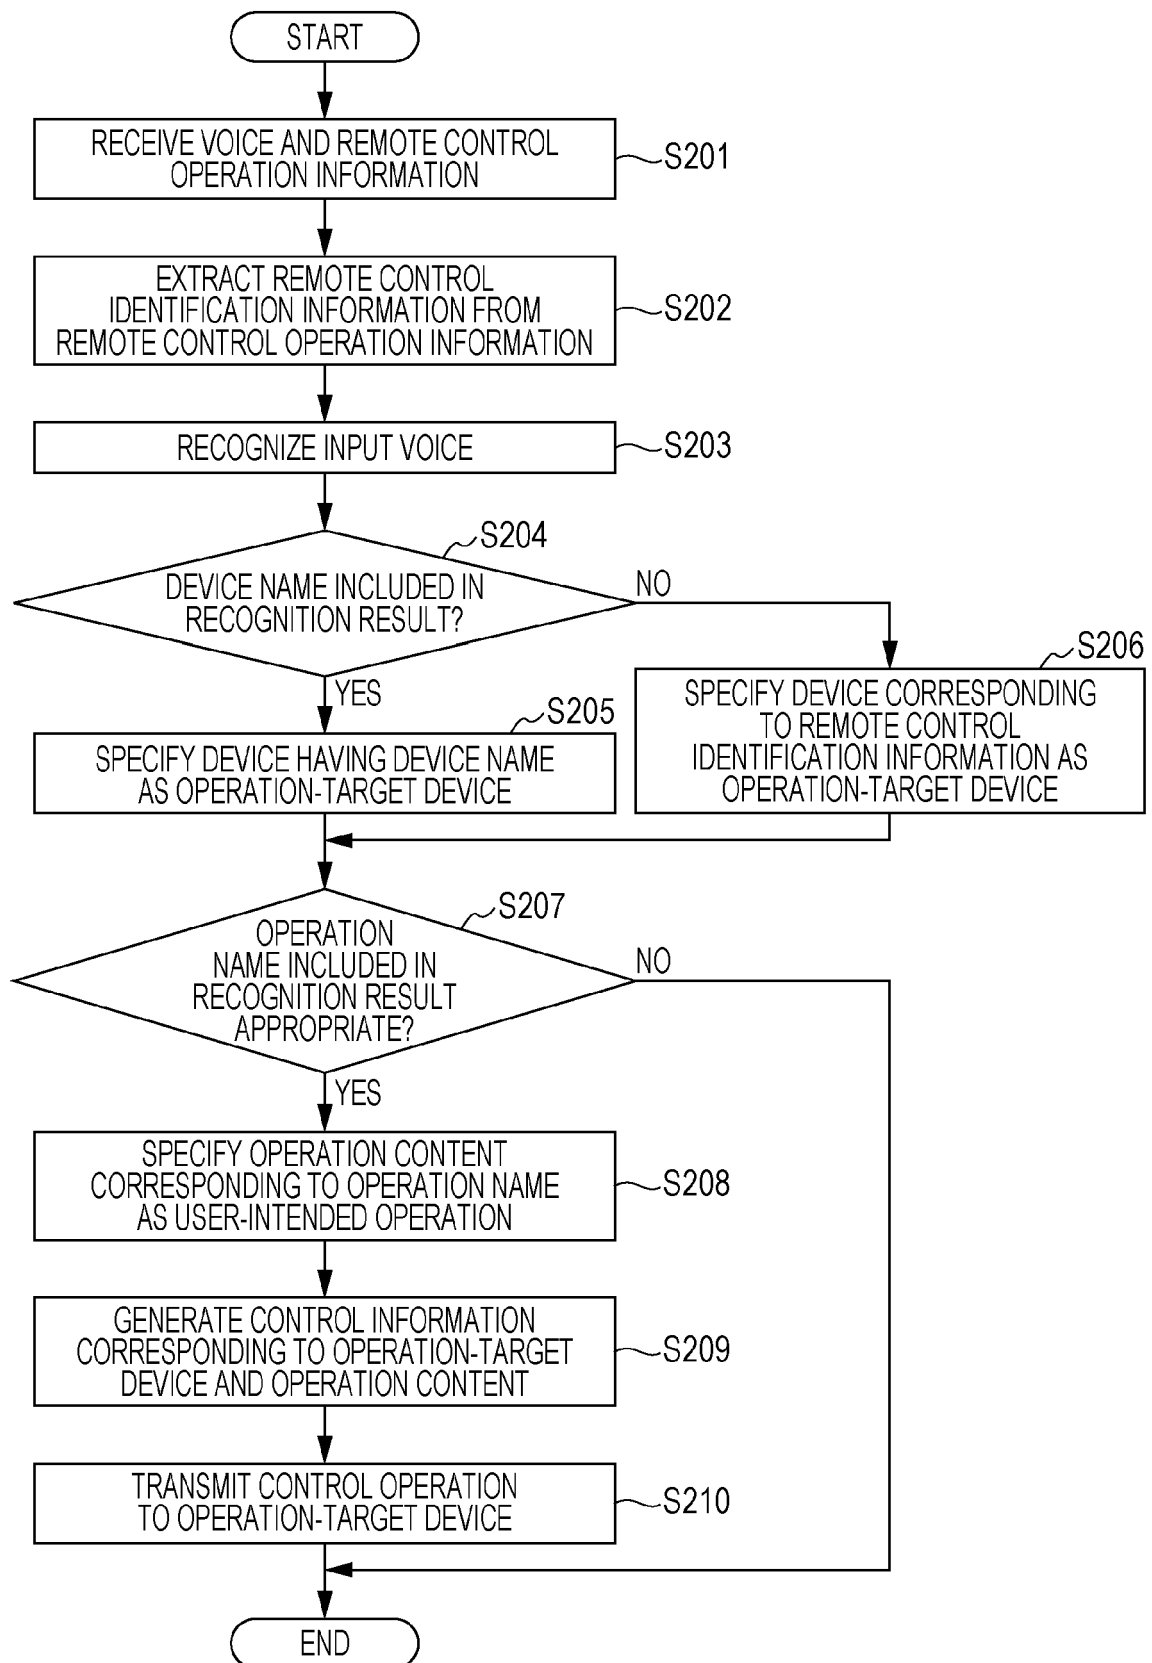 START
RECEIVE VOICE AND REMOTE CONTROL
OPERATION INFORMATION
S201
EXTRACT REMOTE CONTROL
IDENTIFICATION INFORMATION FROM
REMOTE CONTROL OPERATION INFORMATION
S202
RECOGNIZE INPUT VOICE
S203
S204
DEVICE NAME INCLUDED IN
RECOGNITION RESULT?
NO
YES
S205
SPECIFY DEVICE HAVING DEVICE NAME
AS OPERATION-TARGET DEVICE
S206
SPECIFY DEVICE CORRESPONDING
TO REMOTE CONTROL
IDENTIFICATION INFORMATION AS
OPERATION-TARGET DEVICE
S207
OPERATION
NAME INCLUDED IN
RECOGNITION RESULT
APPROPRIATE?
NO
YES
SPECIFY OPERATION CONTENT
CORRESPONDING TO OPERATION NAME
AS USER-INTENDED OPERATION
S208
GENERATE CONTROL INFORMATION
CORRESPONDING TO OPERATION-TARGET
DEVICE AND OPERATION CONTENT
S209
TRANSMIT CONTROL OPERATION
TO OPERATION-TARGET DEVICE
S210
END